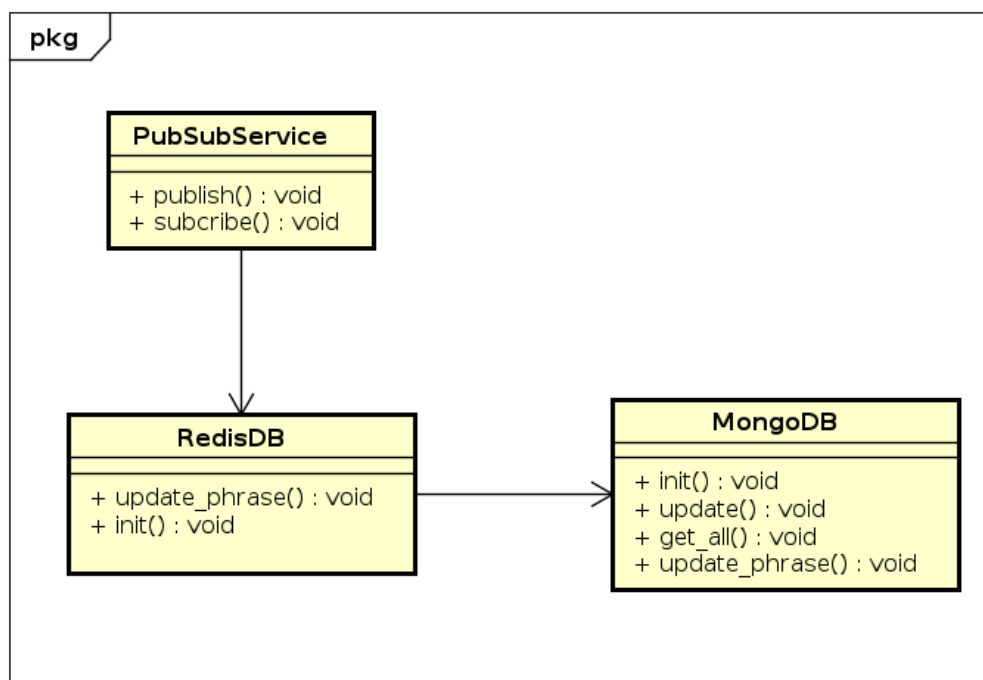 pkg
PubSubService
+ publish() : void
+ subcribe() : void
RedisDB
+ update_phrase() : void
+ init() : void
MongoDB
+ init() : void
+ update() : void
+ get_all() : void
+ update_phrase() : void